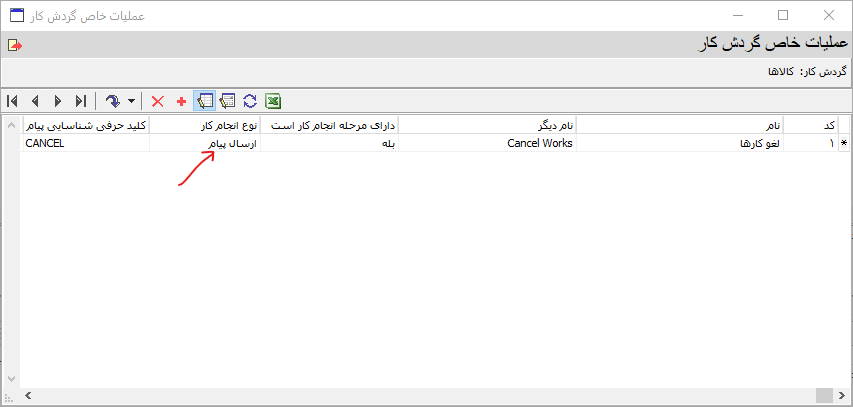 عملیات خاص گردش کار
عملیات خاص گردش کار
گردش کار: کالاها
کد نام نام دیگر دارای مرحله انجام کار است نوع انجام کار کلید حرفی شناسایی پیام
* ۱ لغو کارها Cancel Works بله ارسال پیام CANCEL